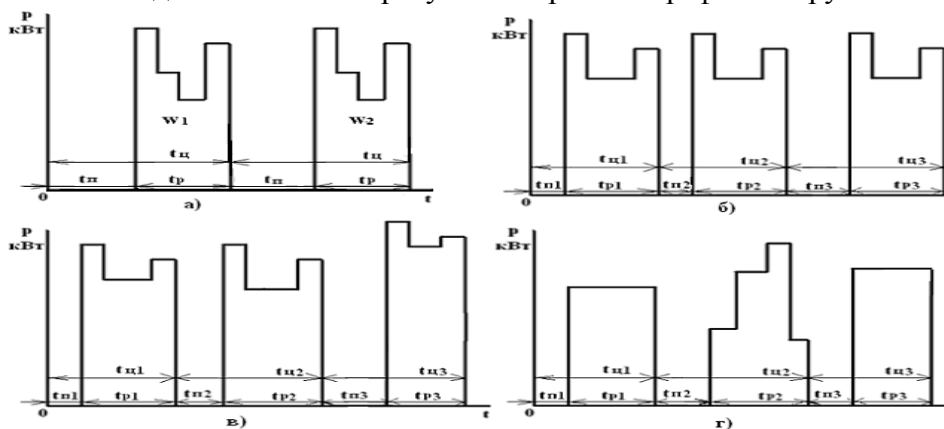 P
кВт
W1
W2
tц
tц
tп
tр
tп
tр
0
t
а)
P
кВт
tц1
tц2
tц3
tп1
tр1
tп2
tр2
tп3
tр3
0
б)
P
кВт
tц1
tц2
tц3
tп1
tр1
tп2
tр2
tп3
tр3
0
t
в)
P
кВт
tц1
tц2
tц3
tп1
tр1
tп2
tр2
tп3
tр3
0
г)